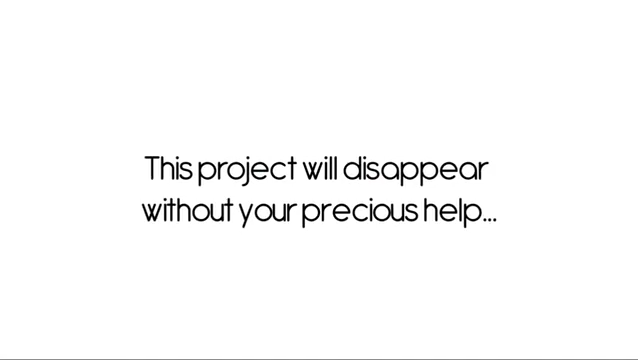 This project will disappear
without your precious help...